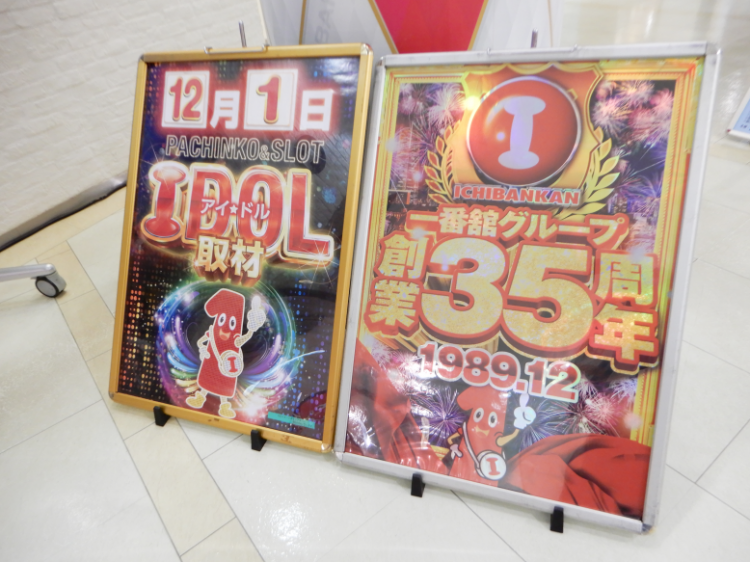 12月1日
PACHINKO&SLOT
IDOL
アイ★ドル
取材
I
I
ICHIBANKAN
一番舘グループ
創業35周年
1989.12
I